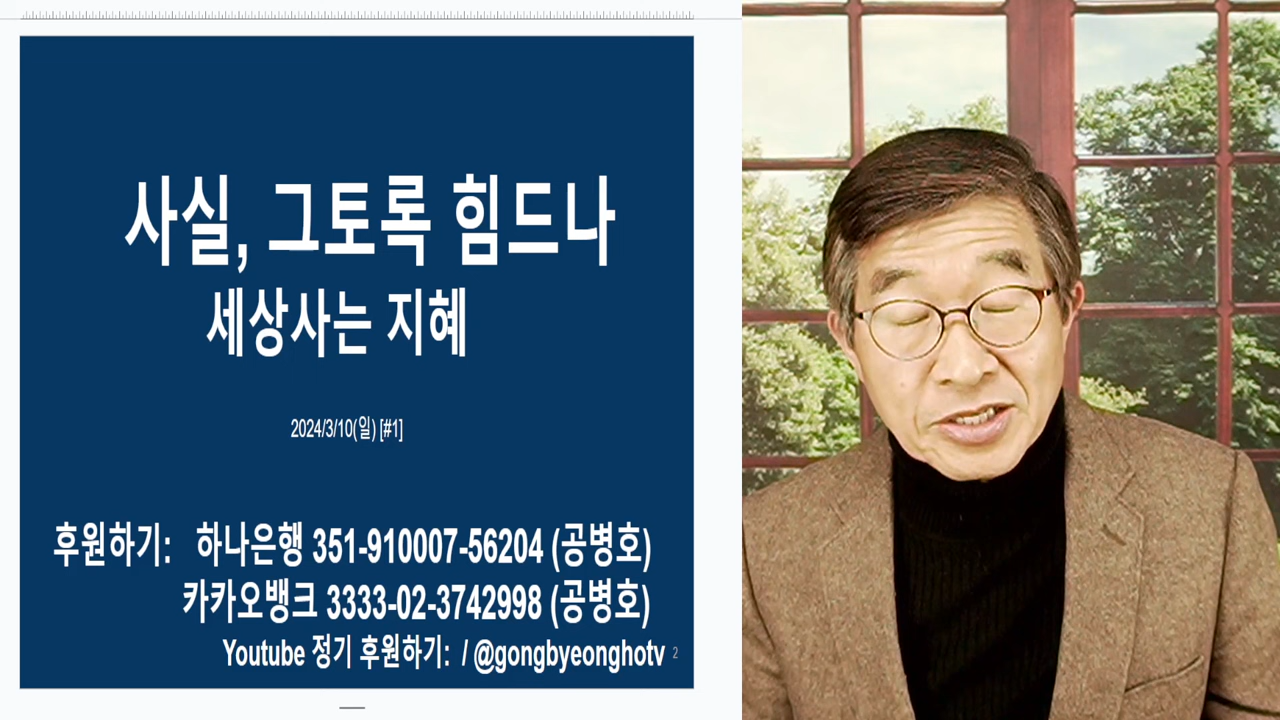 사실, 그토록 힘드나
세상사는 지혜
2024/3/10(일) [#1]
후원하기: 하나은행 351-910007-56204 (공병호)
카카오뱅크 3333-02-3742998 (공병호)
Youtube 정기 후원하기: / @gongbyeonghotv 2